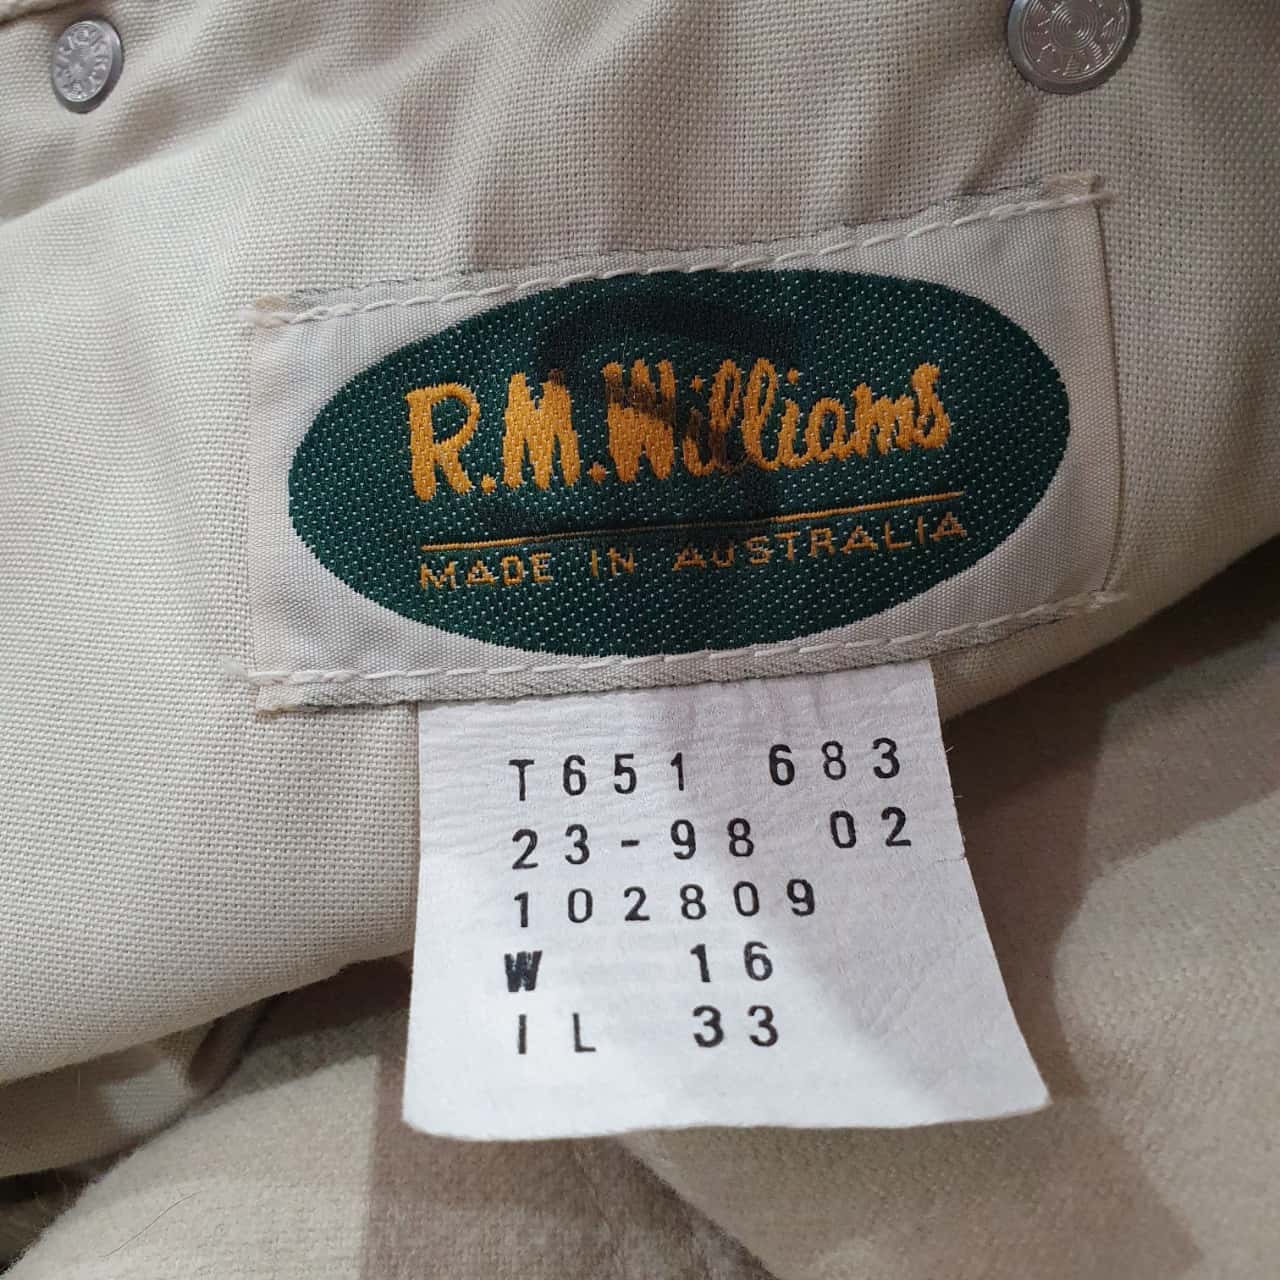 R.M.Williams
MADE IN AUSTRALIA
T651 683
23-98 02
102809
W 16
IL 33